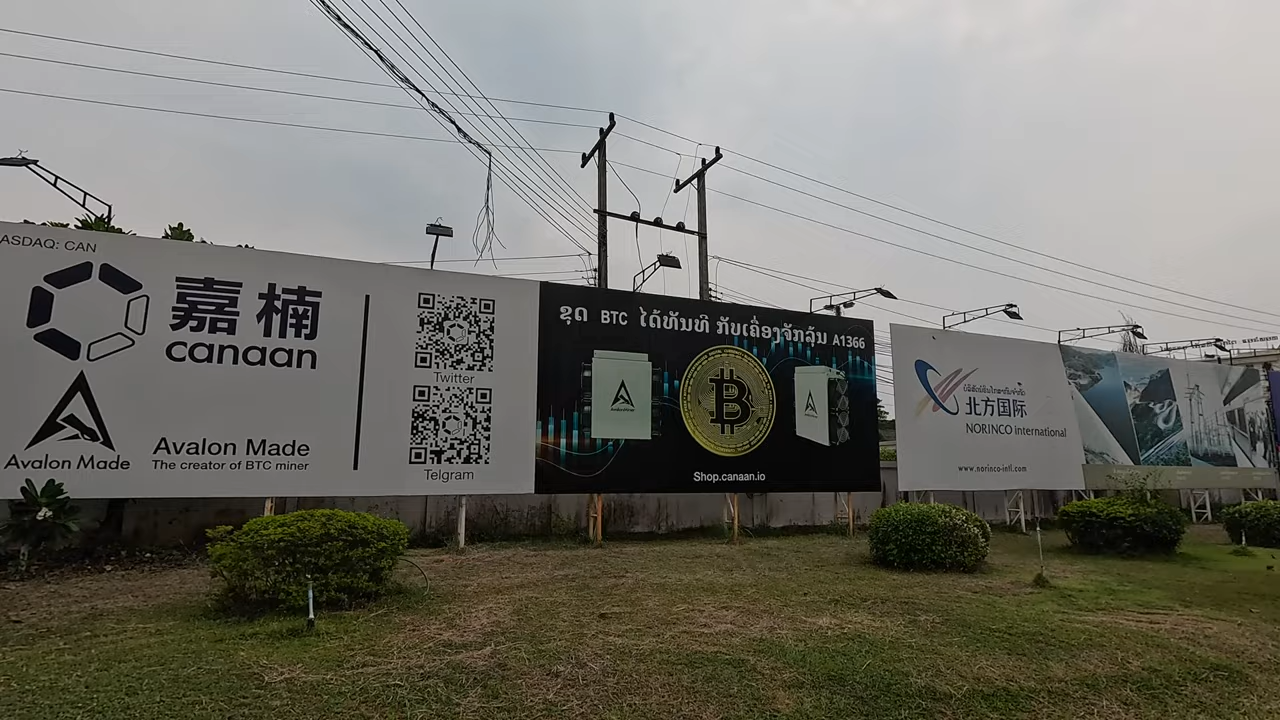 ASDAQ: CAN
嘉楠
canaan
Avalon Made
Avalon Made
The creator of BTC miner
Twitter
Telgram
ຂຸດ BTC ໄດ້ທັນທີ ກັບເຄື່ອງຈັກລຸ້ນ A1366
Shop.canaan.io
北方国际
NORINCO international
www.norinco-intl.com